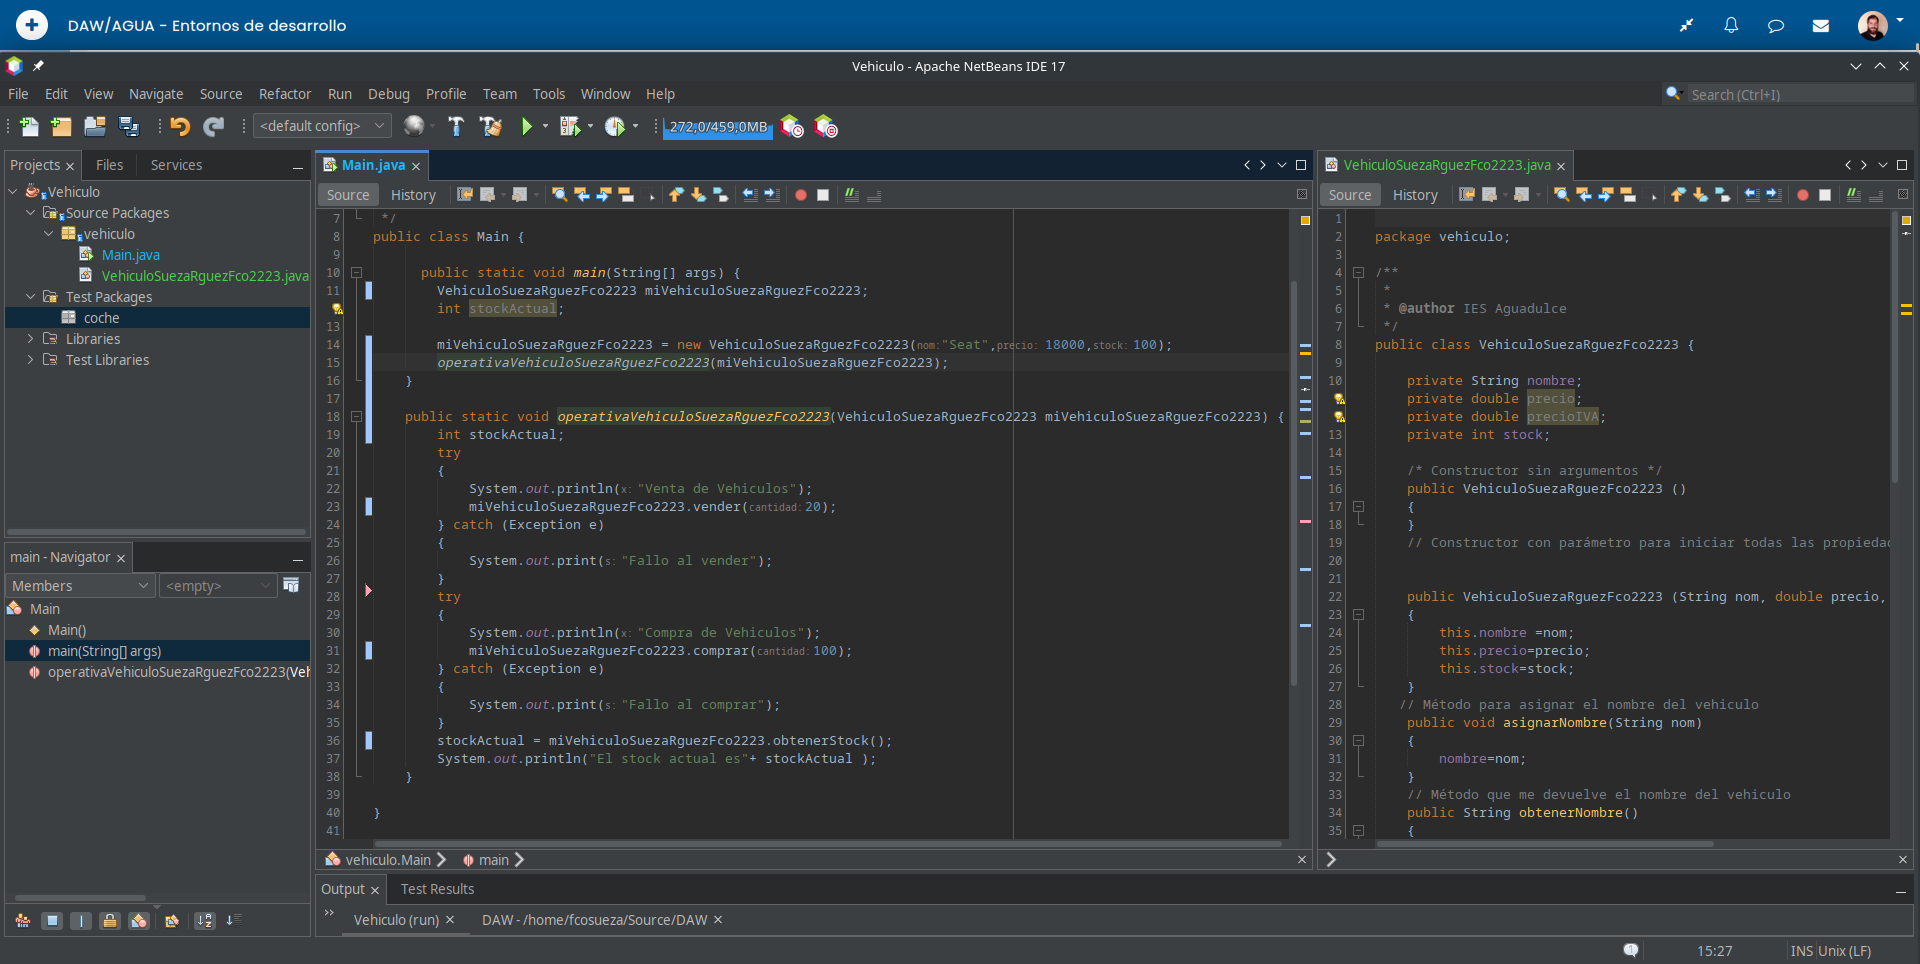 DAW/AGUA - Entornos de desarrollo
Vehiculo - Apache NetBeans IDE 17
File Edit View Navigate Source Refactor Run Debug Profile Team Tools Window Help
Search (Ctrl+I)
<default config>
272,0/459,0MB
Projects Files Services
Vehiculo
Source Packages
vehiculo
Main.java
VehiculoSuezaRguezFco2223.java
Test Packages
coche
Libraries
Test Libraries
main - Navigator
Members <empty>
Main
Main()
main(String[] args)
operativaVehiculoSuezaRguezFco2223(Veh
Main.java
Source History
7 */
8 public class Main {
9
10 public static void main(String[] args) {
11 VehiculoSuezaRguezFco2223 miVehiculoSuezaRguezFco2223;
int stockActual;
13
14 miVehiculoSuezaRguezFco2223 = new VehiculoSuezaRguezFco2223(nom: "Seat",precio: 18000,stock: 100);
15 operativaVehiculoSuezaRguezFco2223(miVehiculoSuezaRguezFco2223);
16 }
17
18 public static void operativaVehiculoSuezaRguezFco2223(VehiculoSuezaRguezFco2223 miVehiculoSuezaRguezFco2223) {
19 int stockActual;
20 try
21 {
22 System.out.println(x: "Venta de Vehiculos");
23 miVehiculoSuezaRguezFco2223.vender(cantidad: 20);
24 } catch (Exception e)
25 {
26 System.out.print(s: "Fallo al vender");
27 }
28 try
29 {
30 System.out.println(x: "Compra de Vehiculos");
31 miVehiculoSuezaRguezFco2223.comprar(cantidad: 100);
32 } catch (Exception e)
33 {
34 System.out.print(s: "Fallo al comprar");
35 }
36 stockActual = miVehiculoSuezaRguezFco2223.obtenerStock();
37 System.out.println("El stock actual es"+ stockActual );
38 }
39
40 }
41
vehiculo.Main main
VehiculoSuezaRguezFco2223.java
Source History
1
2 package vehiculo;
3
4 /**
5 *
6 * @author IES Aguadulce
7 */
8 public class VehiculoSuezaRguezFco2223 {
9
10 private String nombre;
private double precio;
private double precioIVA;
13 private int stock;
14
15 /* Constructor sin argumentos */
16 public VehiculoSuezaRguezFco2223 ()
17 {
18 }
19 // Constructor con parámetro para iniciar todas las propiedad
20
21
22 public VehiculoSuezaRguezFco2223 (String nom, double precio,
23 {
24 this.nombre =nom;
25 this.precio=precio;
26 this.stock=stock;
27 }
28 // Método para asignar el nombre del vehiculo
29 public void asignarNombre(String nom)
30 {
31 nombre=nom;
32 }
33 // Método que me devuelve el nombre del vehiculo
34 public String obtenerNombre()
35 {
Output Test Results
Vehiculo (run) DAW - /home/fcosueza/Source/DAW
15:27 INS Unix (LF)